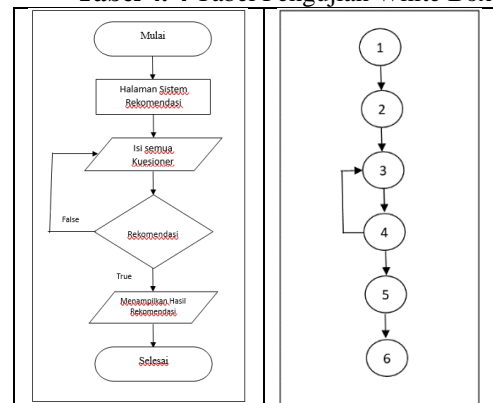 Tabel 4. 4 Tabel Pengujian White Box
Mulai
Halaman Sistem
Rekomendasi
Isi semua
Kuesioner
False
Rekomendasi
True
Menampilkan Hasil
Rekomendasi
Selesai
1
2
3
4
5
6